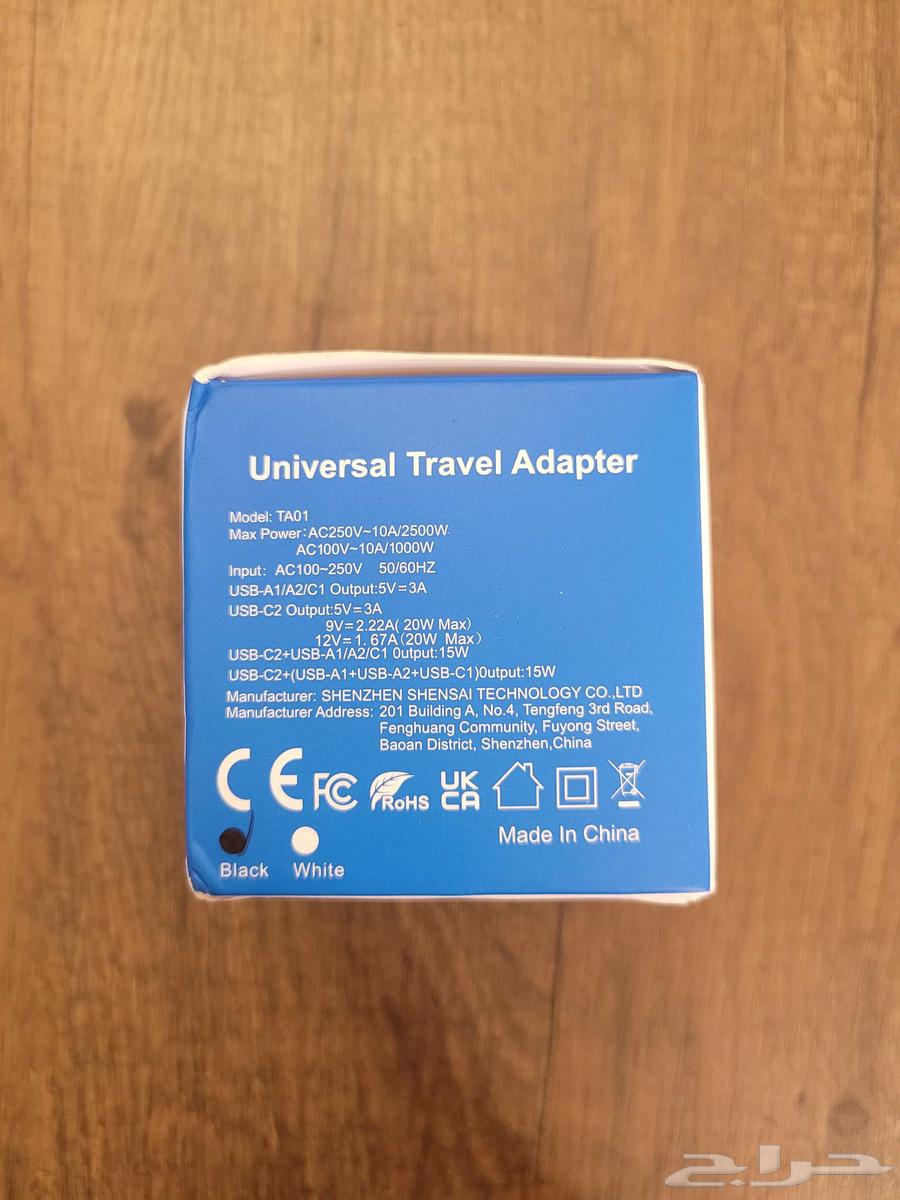 Universal Travel Adapter
Model: TA01
Max Power:AC250V~10A/2500W
AC100V~10A/1000W
Input: AC100~250V 50/60HZ
USB-A1/A2/C1 Output:5V=3A
USB-C2 Output:5V=3A
9V=2.22A( 20W Max)
12V=1.67A(20W Max)
USB-C2+USB-A1/A2/C1 Output:15W
USB-C2+(USB-A1+USB-A2+USB-C1)Output:15W
Manufacturer: SHENZHEN SHENSAI TECHNOLOGY CO.,LTD
Manufacturer Address: 201 Building A, No.4, Tengfeng 3rd Road,
Fenghuang Community, Fuyong Street,
Baoan District, Shenzhen,China
CE FC RoHS UK CA
Made In China
Black White
حراج